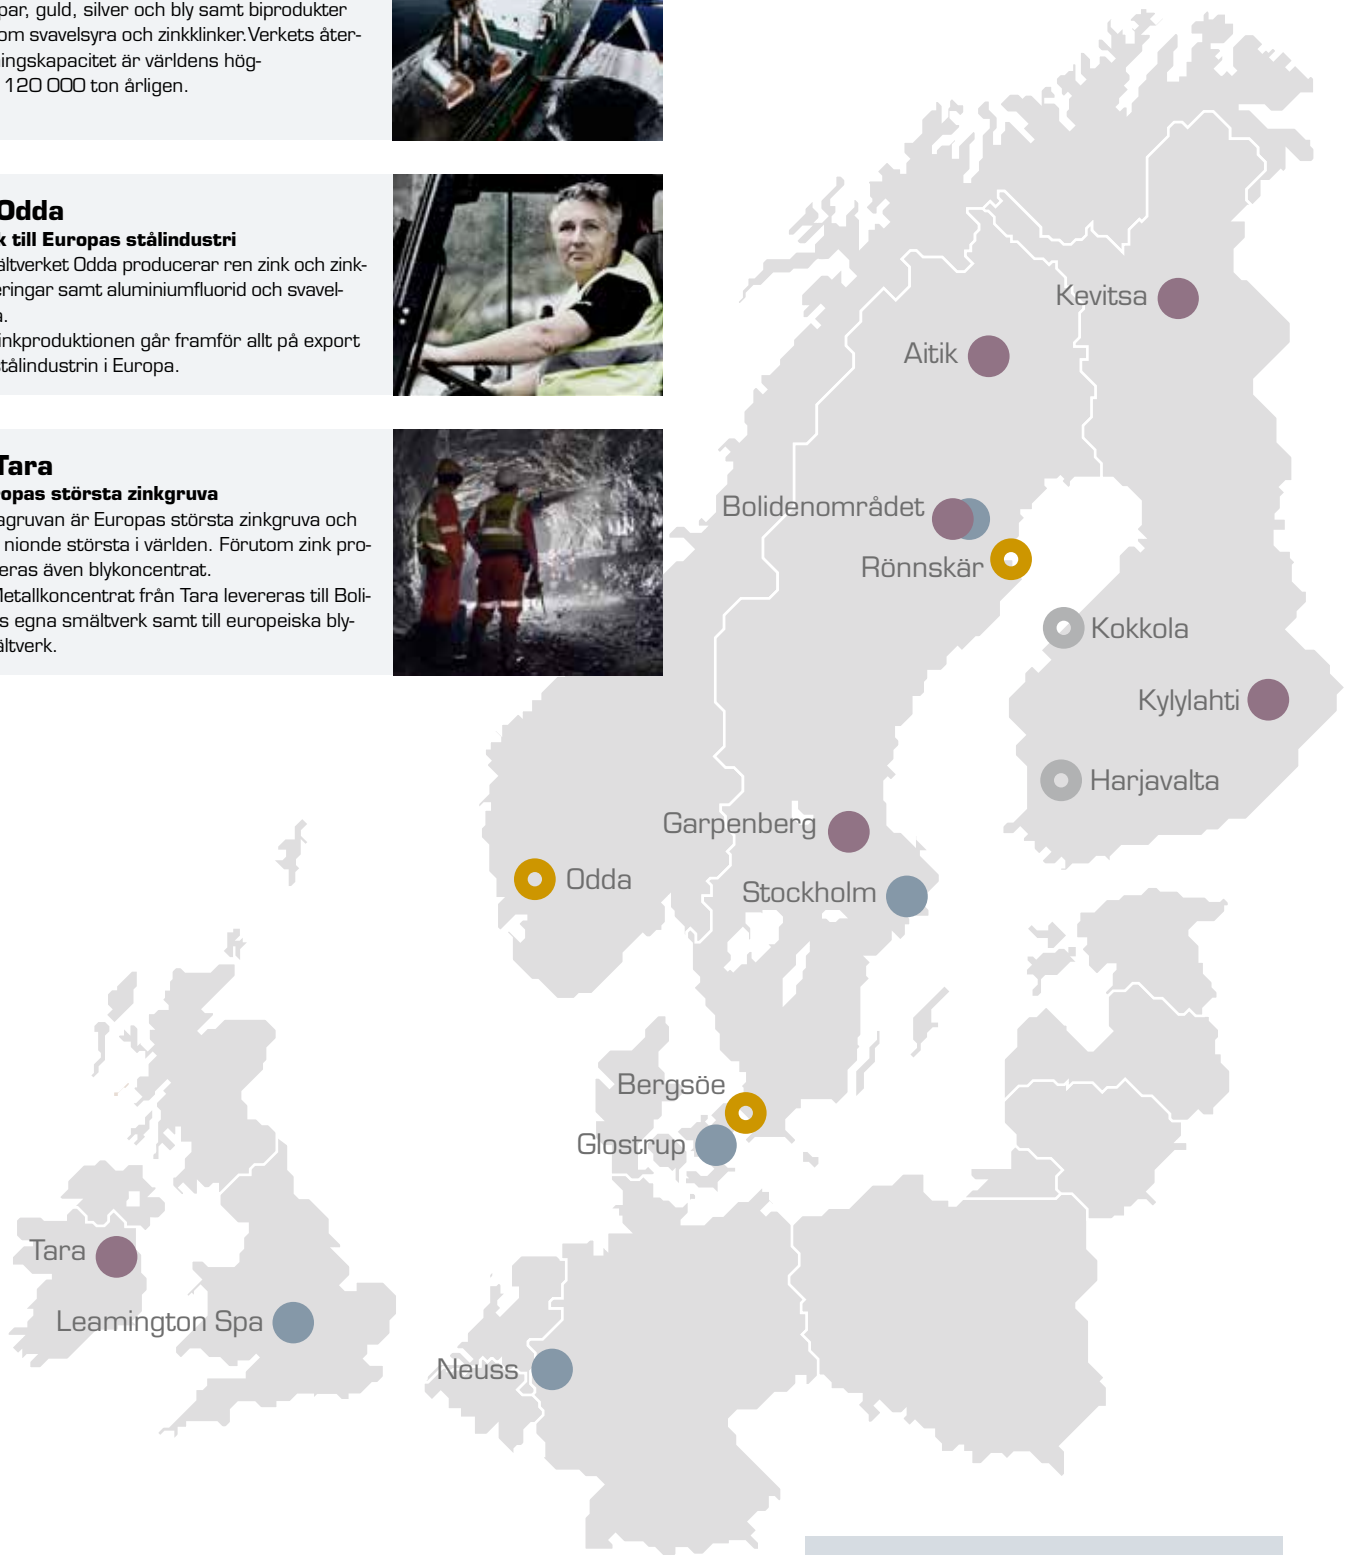 par, guld, silver och bly samt biprodukter
om svavelsyra och zinkklinker. Verkets åter-
ningskapacitet är världens hög-
120 000 ton årligen.
Odda
k till Europas stålindustri
ältverket Odda producerar ren zink och zink-
eringar samt aluminiumfluorid och svavel-
a.
inkproduktionen går framför allt på export
stålindustrin i Europa.
Tara
opas största zinkgruva
agruvan är Europas största zinkgruva och
nionde största i världen. Förutom zink pro-
eras även blykoncentrat.
Metallkoncentrat från Tara levereras till Boli-
s egna smältverk samt till europeiska bly-
ältverk.
Kevitsa
Aitik
Bolidenområdet
Rönnskär
Kokkola
Kylylahti
Harjavalta
Garpenberg
Odda
Stockholm
Bergsöe
Glostrup
Tara
Leamington Spa
Neuss